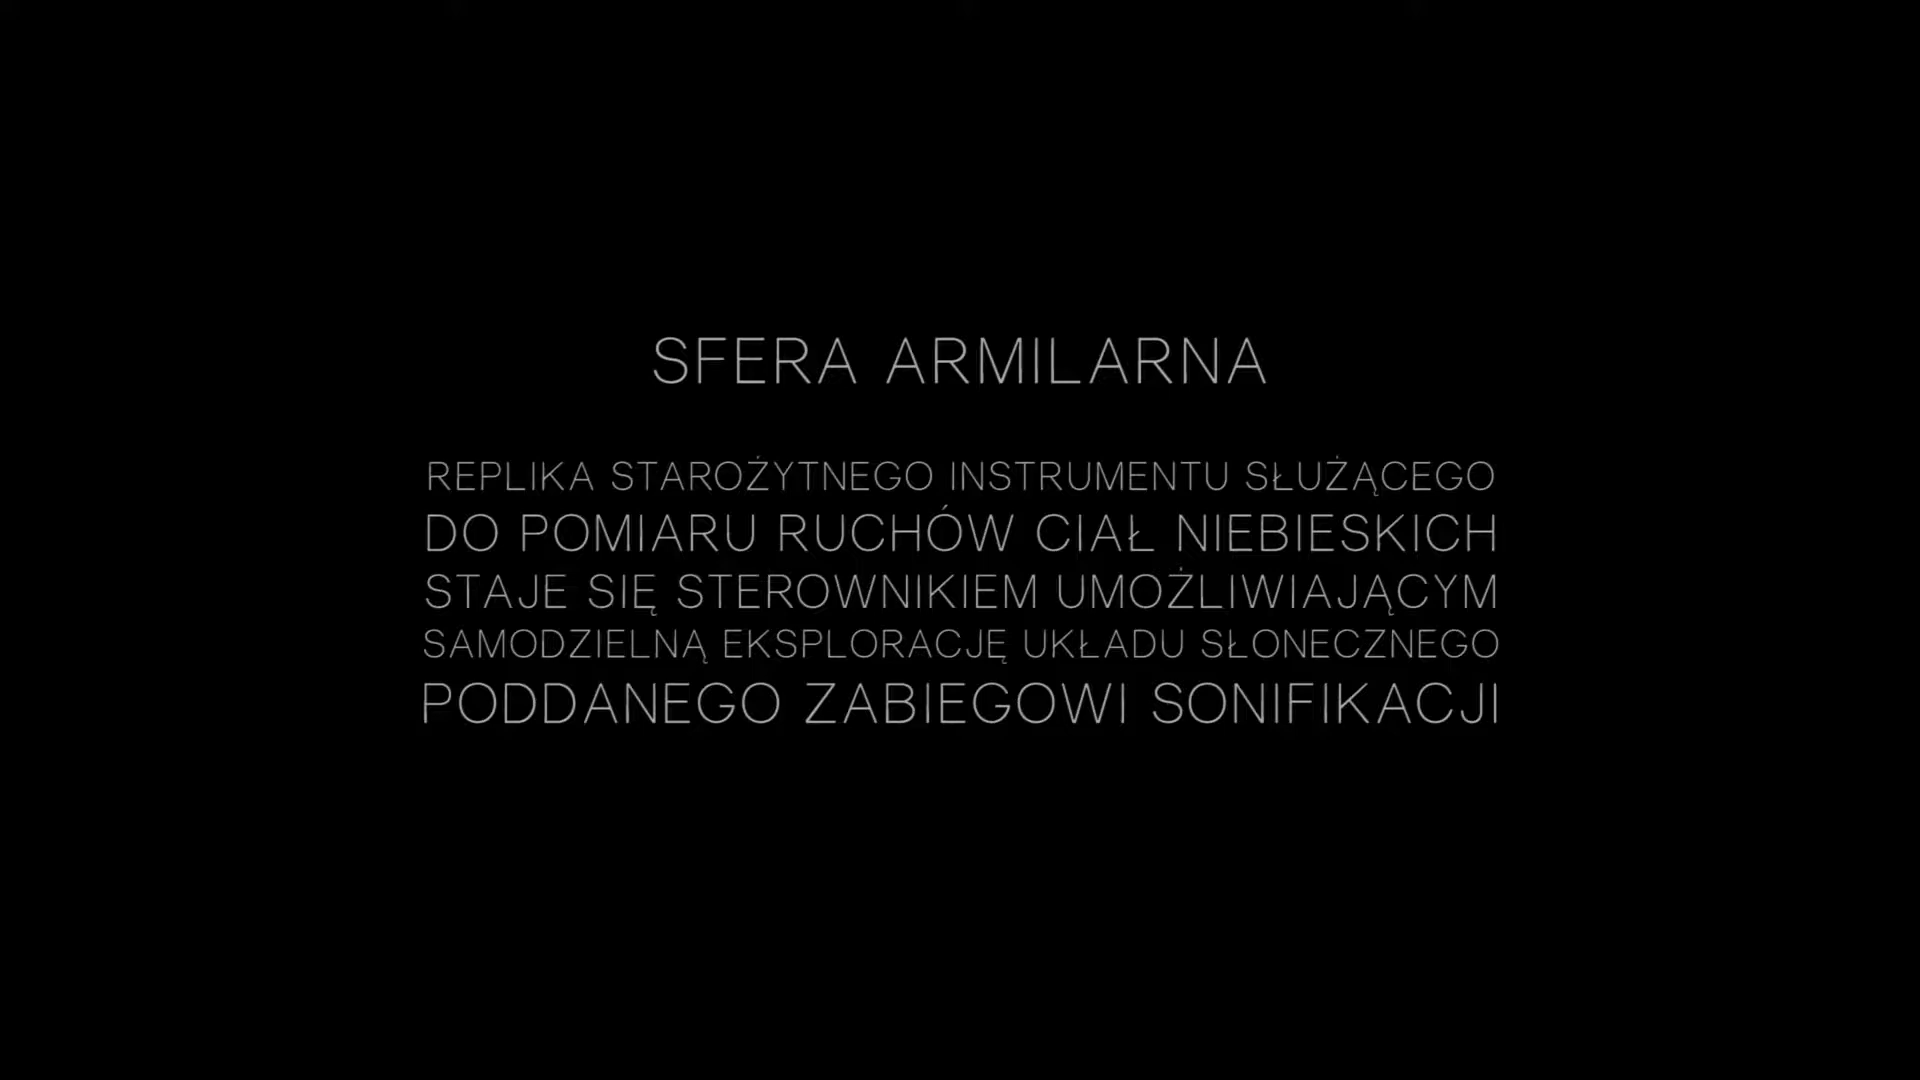 SFERA ARMILARNA
REPLIKA STAROŻYTNEGO INSTRUMENTU SŁUŻĄCEGO
DO POMIARU RUCHÓW CIAŁ NIEBIESKICH
STAJE SIĘ STEROWNIKIEM UMOŻLIWIAJĄCYM
SAMODZIELNĄ EKSPLORACJĘ UKŁADU SŁONECZNEGO
PODDANEGO ZABIEGOWI SONIFIKACJI